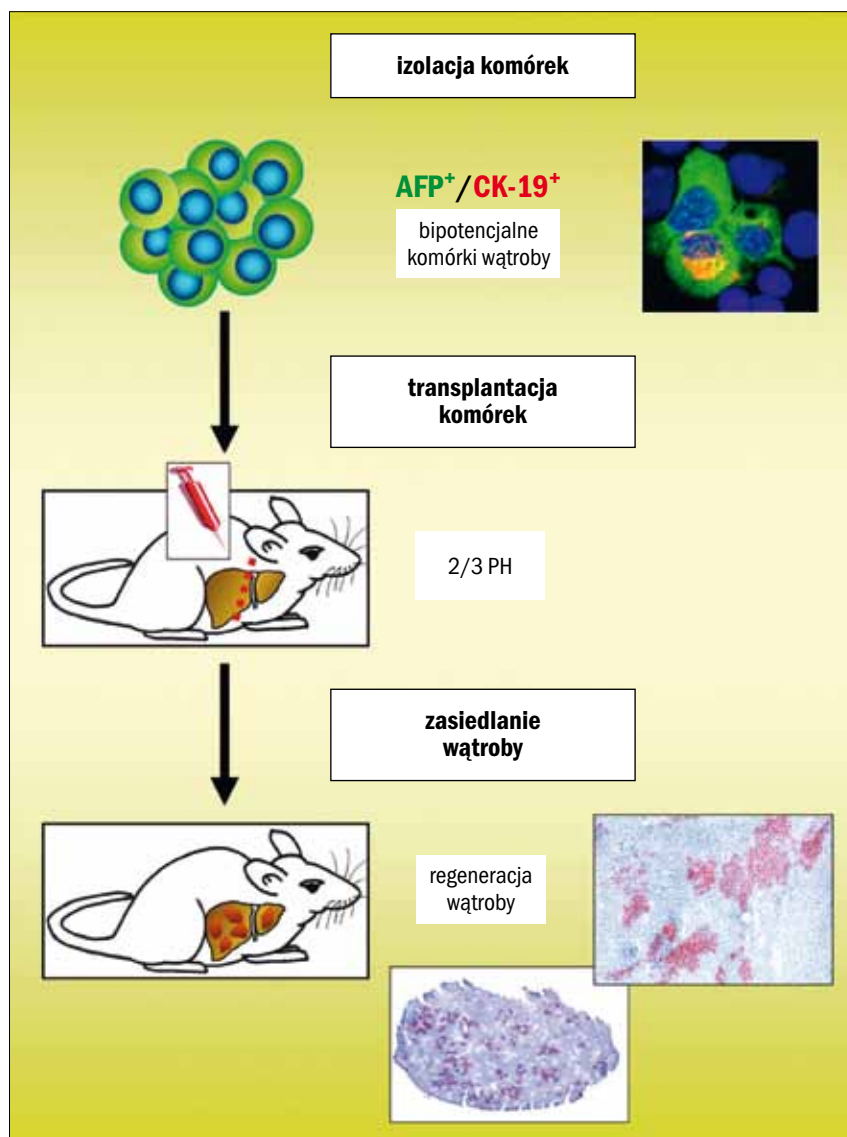 izolacja komórek
AFP⁺/CK-19⁺
bipotencjalne
komórki wątroby
transplantacja
komórek
2/3 PH
zasiedlanie
wątroby
regeneracja
wątroby